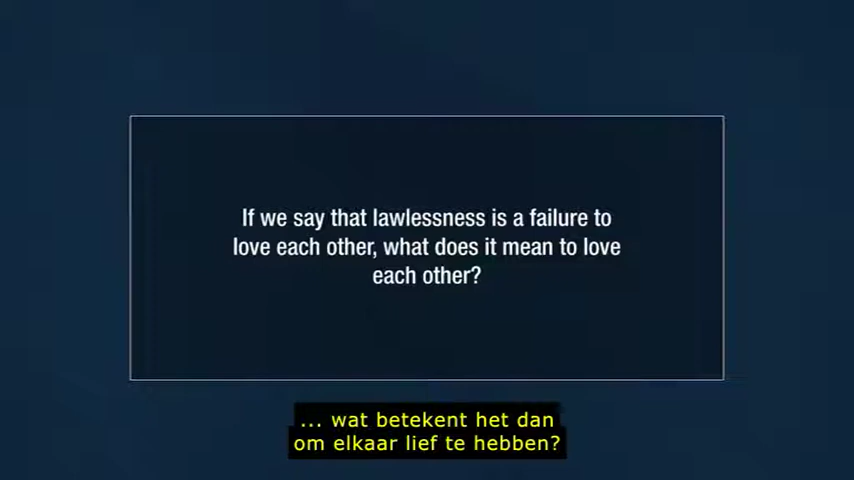 If we say that lawlessness is a failure to
love each other, what does it mean to love
each other?
... wat betekent het dan
om elkaar lief te hebben?